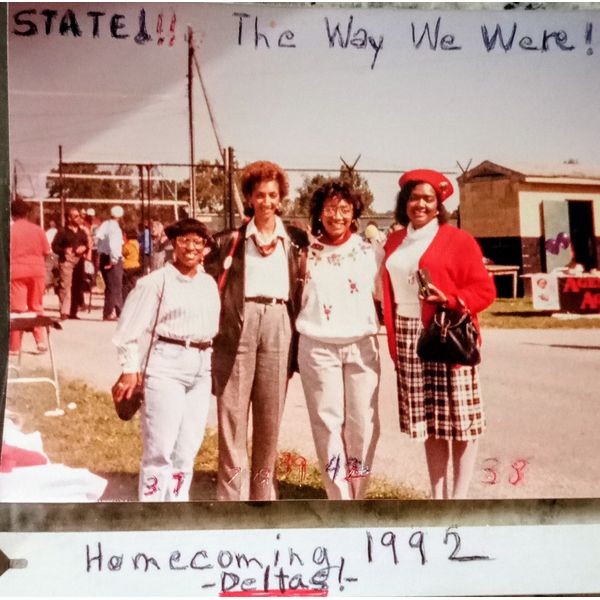 STATE!!! The Way We Were!
37 39 42 38
Homecoming, 1992
-Deltas!-